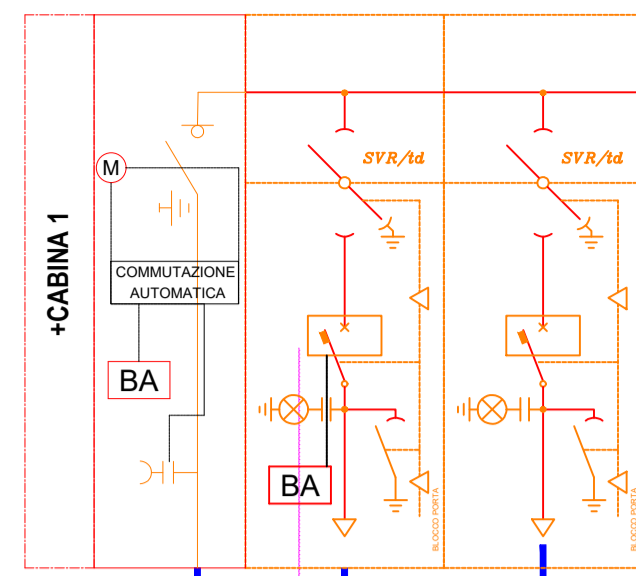 +CABINA 1
M
COMMUTAZIONE
AUTOMATICA
BA
SVR/td
BA
BLOCCO PORTA
SVR/td
BLOCCO PORTA